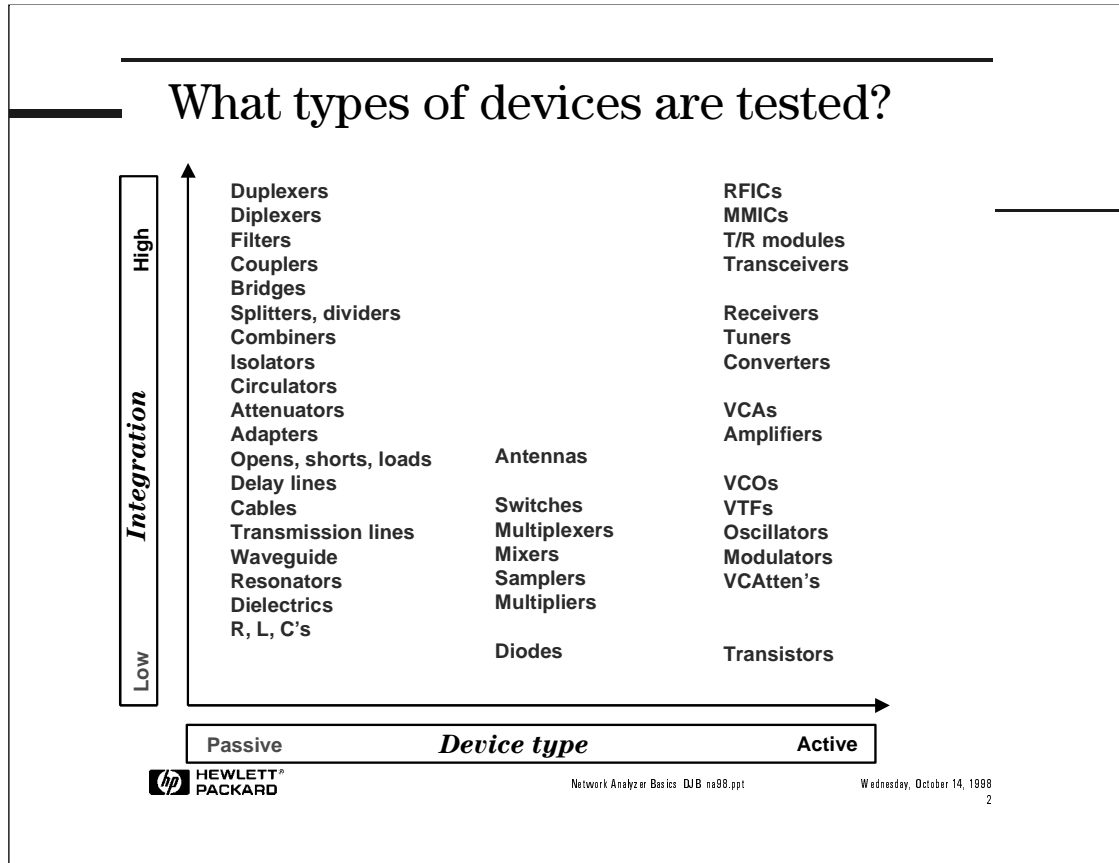 What types of devices are tested?
High
Integration
Low
Duplexers
Diplexers
Filters
Couplers
Bridges
Splitters, dividers
Combiners
Isolators
Circulators
Attenuators
Adapters
Opens, shorts, loads
Delay lines
Cables
Transmission lines
Waveguide
Resonators
Dielectrics
R, L, C's
Antennas
Switches
Multiplexers
Mixers
Samplers
Multipliers
Diodes
RFICs
MMICs
T/R modules
Transceivers
Receivers
Tuners
Converters
VCAs
Amplifiers
VCOs
VTFs
Oscillators
Modulators
VCAtten's
Transistors
Passive Device type Active
hp HEWLETT®
PACKARD
Network Analyzer Basics DJB na98.ppt
Wednesday, October 14, 1998
2